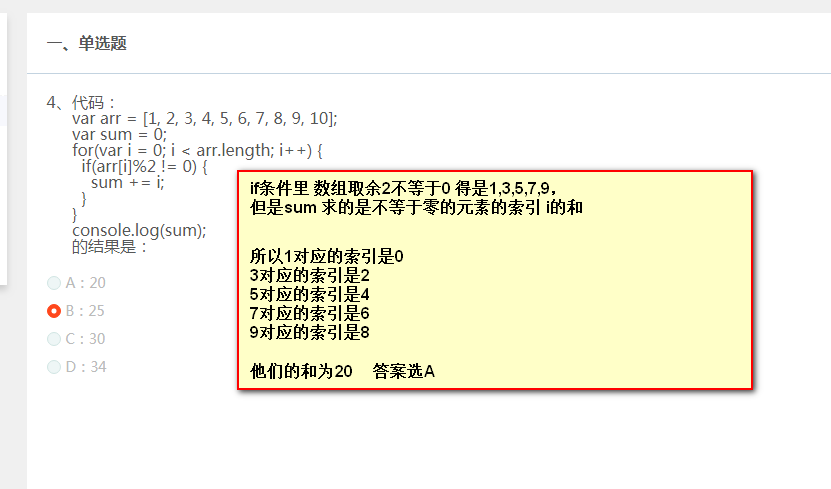 一、单选题
4、代码：
var arr = [1, 2, 3, 4, 5, 6, 7, 8, 9, 10];
var sum = 0;
for(var i = 0; i < arr.length; i++) {
if(arr[i]%2 != 0) {
sum += i;
}
}
console.log(sum);
的结果是：
A：20
B：25
C：30
D：34
if条件里 数组取余2不等于0 得是1,3,5,7,9，
但是sum 求的是不等于零的元素的索引 i的和
所以1对应的索引是0
3对应的索引是2
5对应的索引是4
7对应的索引是6
9对应的索引是8
他们的和为20 答案选A